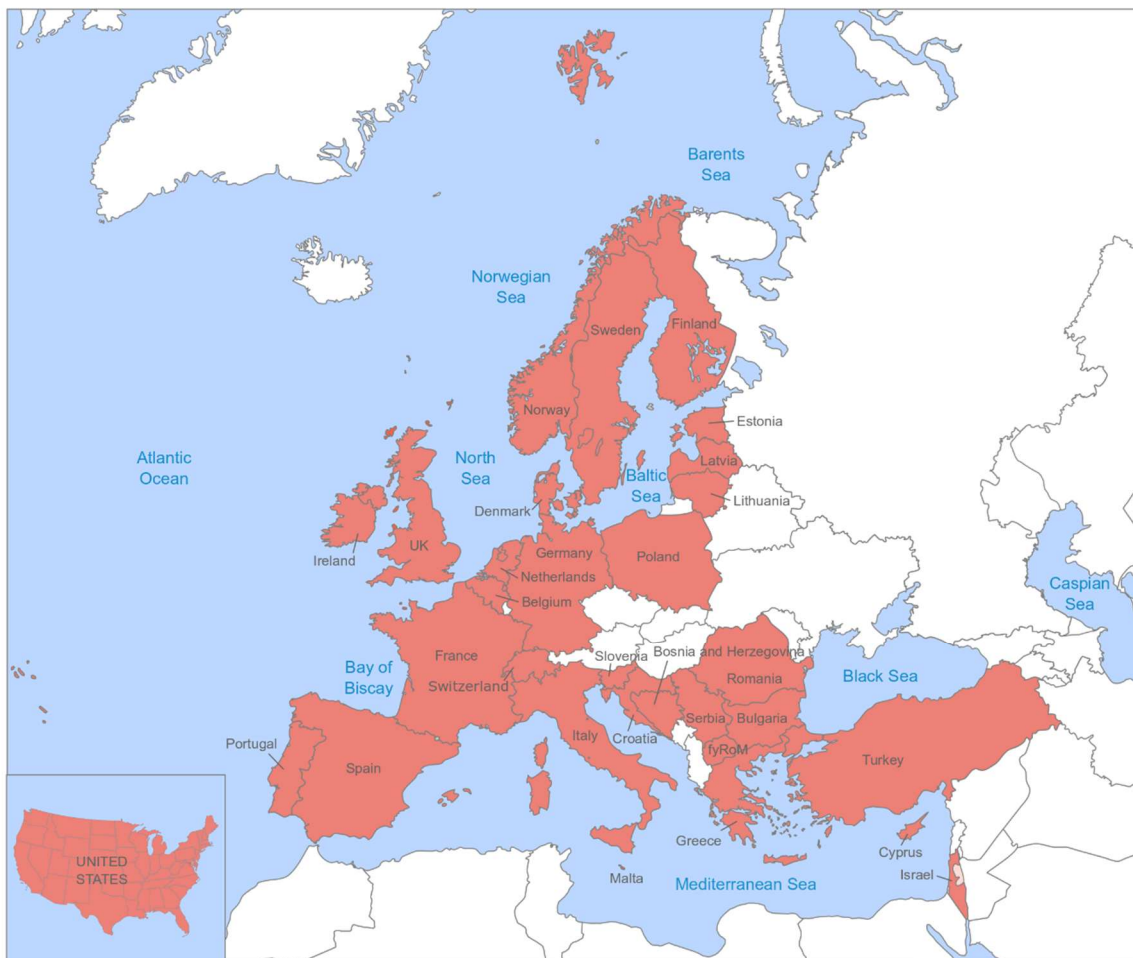 Barents
Sea
Norwegian
Sea
Sweden
Finland
Norway
Estonia
Atlantic
Ocean
North
Sea
Latvia
Baltic
Sea
Lithuania
Denmark
UK
Ireland
Germany
Poland
Netherlands
Belgium
Caspian
Sea
France
Slovenia
Bosnia and Herzegovina
Bay of
Biscay
Switzerland
Romania
Black Sea
Serbia
Bulgaria
Portugal
Italy
Croatia
fyRoM
Spain
Turkey
Greece
Cyprus
Malta
Mediterranean Sea
Israel
UNITED
STATES